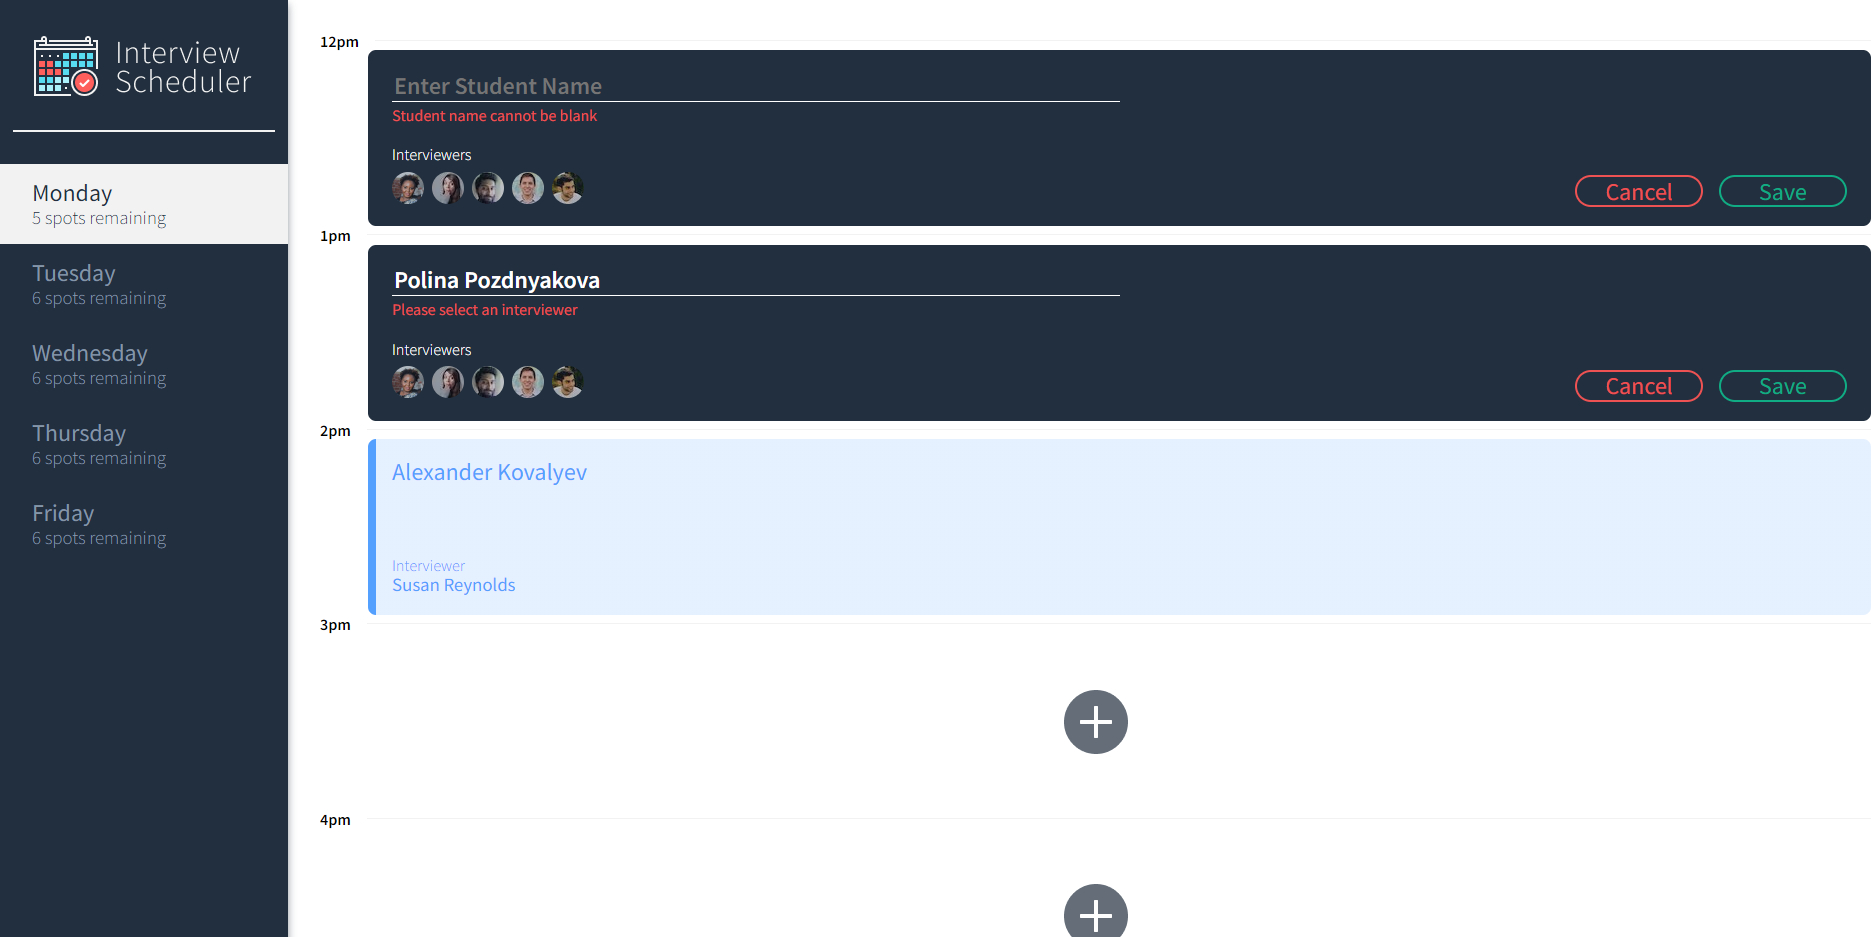 Interview
Scheduler
Monday
5 spots remaining
Tuesday
6 spots remaining
Wednesday
6 spots remaining
Thursday
6 spots remaining
Friday
6 spots remaining
12pm
Enter Student Name
Student name cannot be blank
Interviewers
Cancel
Save
1pm
Polina Pozdnyakova
Please select an interviewer
Interviewers
Cancel
Save
2pm
Alexander Kovalyev
Interviewer
Susan Reynolds
3pm
4pm